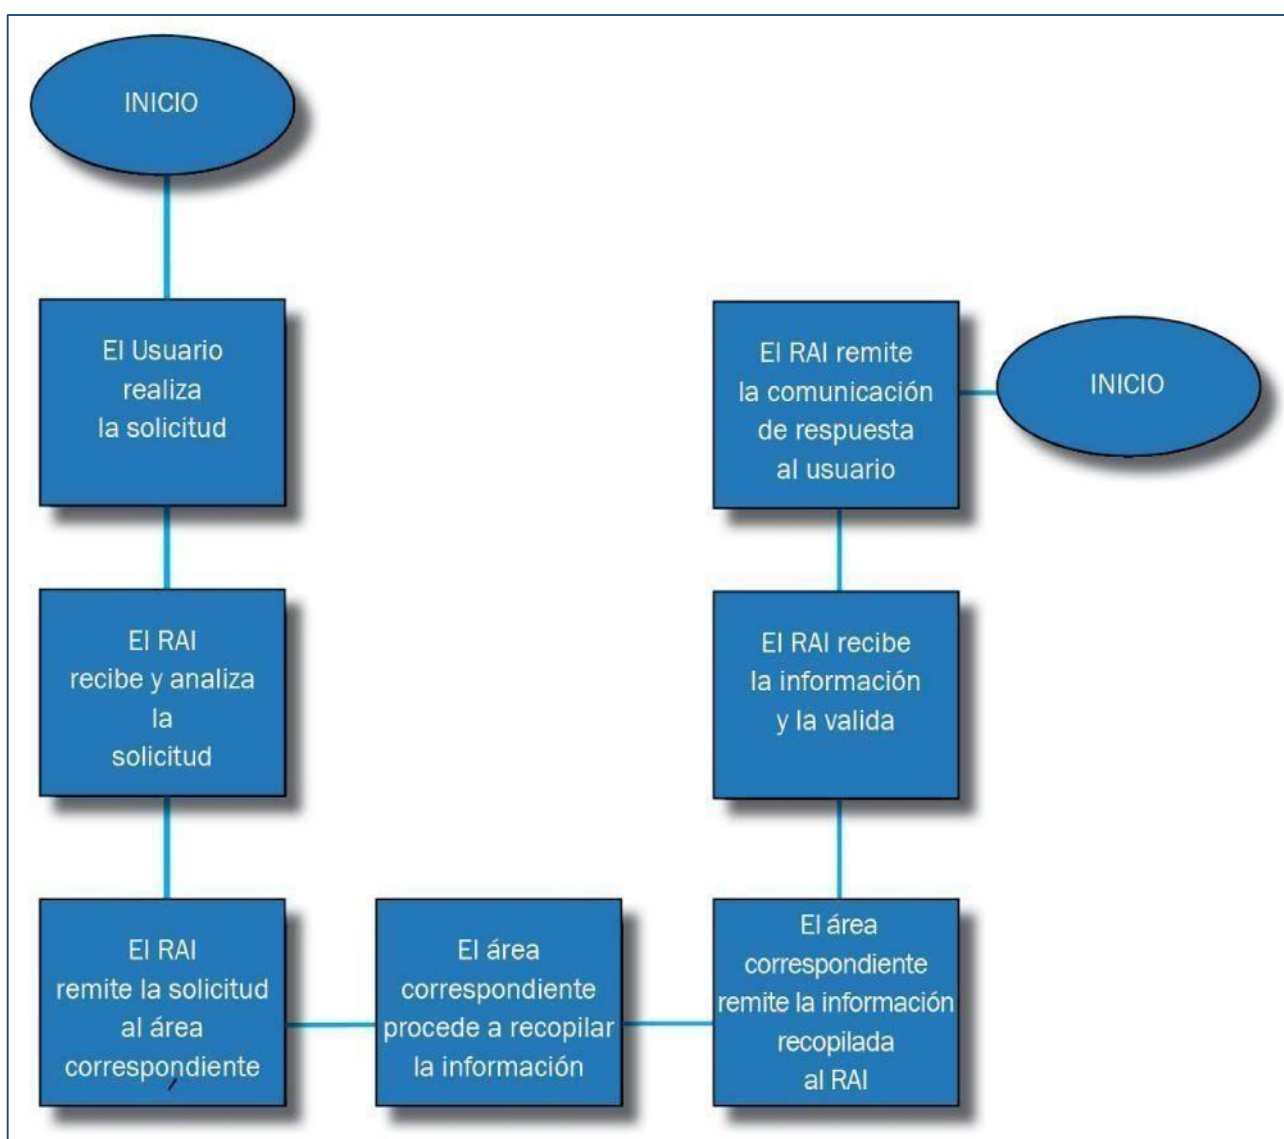 INICIO
El Usuario
realiza
la solicitud
El RAI
recibe y analiza
la
solicitud
El RAI
remite la solicitud
al área
correspondiente
El área
correspondiente
procede a recopilar
la información
El área
correspondiente
remite la información
recopilada
al RAI
El RAI recibe
la información
y la valida
El RAI remite
la comunicación
de respuesta
al usuario
INICIO